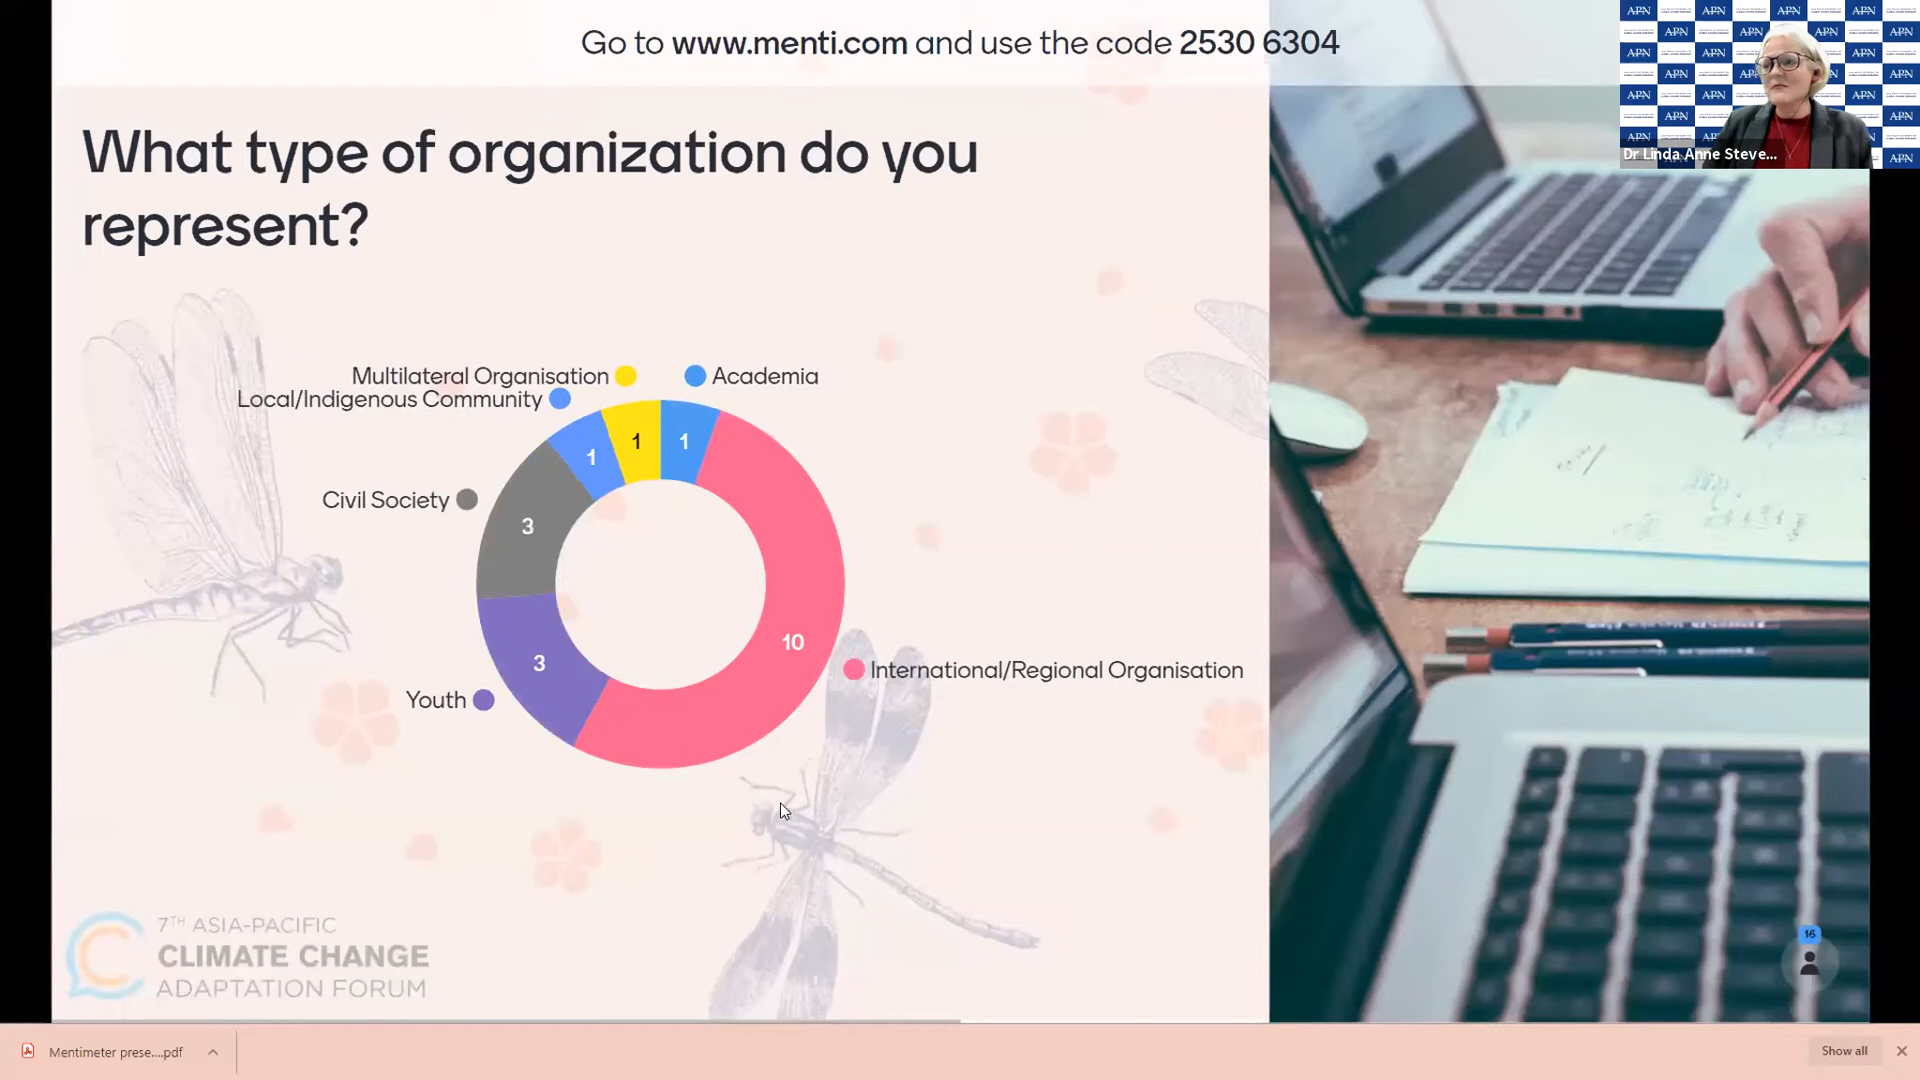 Go to www.menti.com and use the code 2530 6304
What type of organization do you
represent?
Multilateral Organisation
Academia
Local/Indigenous Community
1
1
1
Civil Society
3
10
3
International/Regional Organisation
Youth
7TH ASIA-PACIFIC
CLIMATE CHANGE
ADAPTATION FORUM
16
APN
Dr Linda Anne Steve...
Mentimeter prese....pdf
Show all